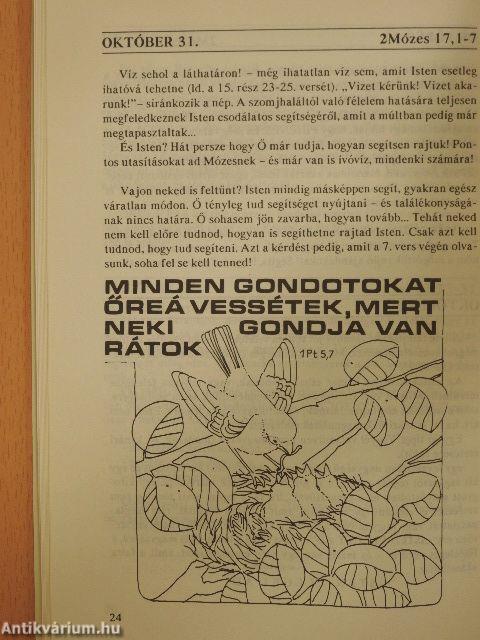 OKTÓBER 31. 2Mózes 17,1-7
Víz sehol a láthatáron! – még ihatatlan víz sem, amit Isten esetleg
ihatóvá tehetne (ld. a 15. rész 23-25. versét). „Vizet kérünk! Vizet aka-
runk!"– siránkozik a nép. A szomjhaláltól való félelem hatására teljesen
megfeledkeznek Isten csodálatos segítségéről, amit a múltban pedig már
megtapasztaltak...
És Isten? Hát persze hogy Ő már tudja, hogyan segítsen rajtuk! Pon-
tos utasításokat ad Mózesnek – és már van is ivóvíz, mindenki számára!
Vajon neked is feltűnt? Isten mindig másképpen segít, gyakran egész
váratlan módon. Ő tényleg tud segítséget nyújtani – és találékonyságá-
nak nincs határa. Ő sohasem jön zavarba, hogyan tovább... Tehát neked
nem kell előre tudnod, hogyan is segíthetne rajtad Isten. Csak azt kell
tudnod, hogy tud segíteni. Azt a kérdést pedig, amit a 7. vers végén olva-
sunk, soha fel se kell tenned!
MINDEN GONDOTOKAT
ŐREÁ VESSÉTEK, MERT
NEKI GONDJA VAN
RÁTOK 1 Pt 5,7
24
Antikvárium.hu